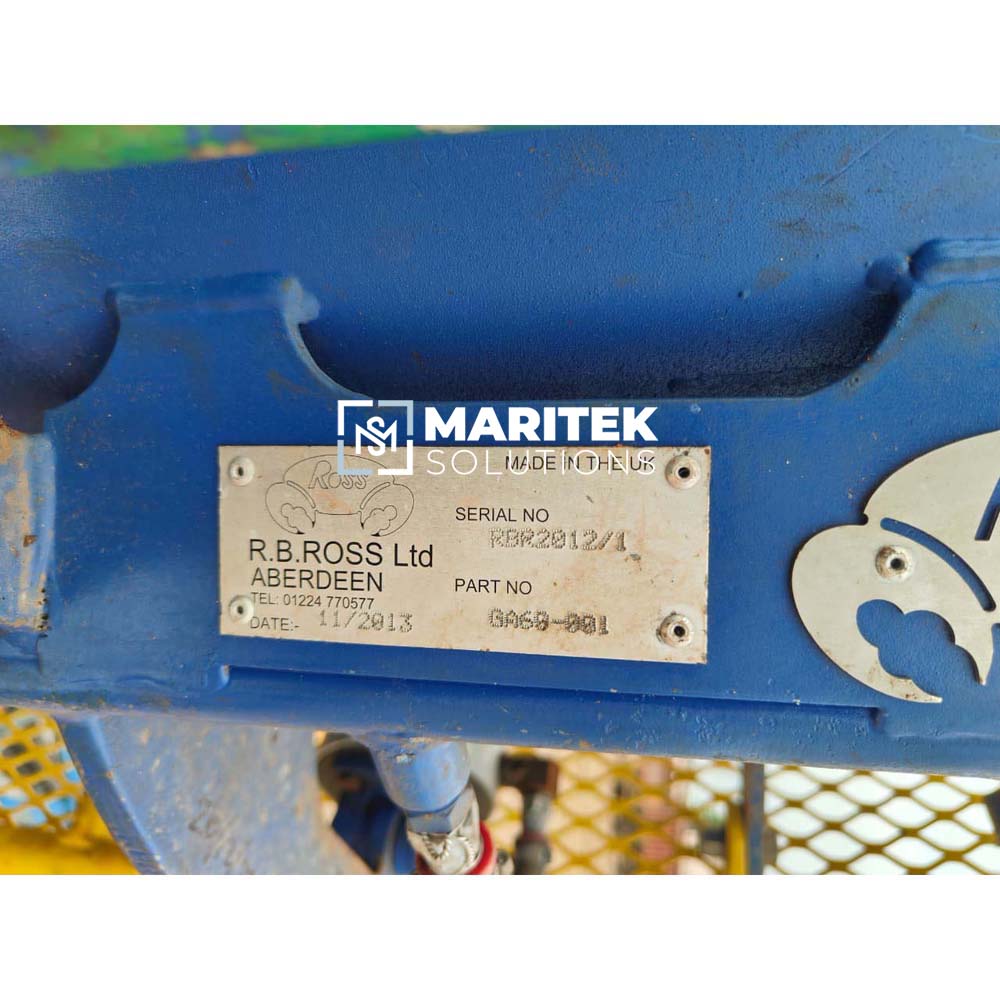 MARITEK
SOLUTIONS
MADE IN THE UK
ROSS
R.B.ROSS Ltd
ABERDEEN
TEL: 01224 770577
DATE:- 11/2013
SERIAL NO
RBR2012/1
PART NO
GA60-001